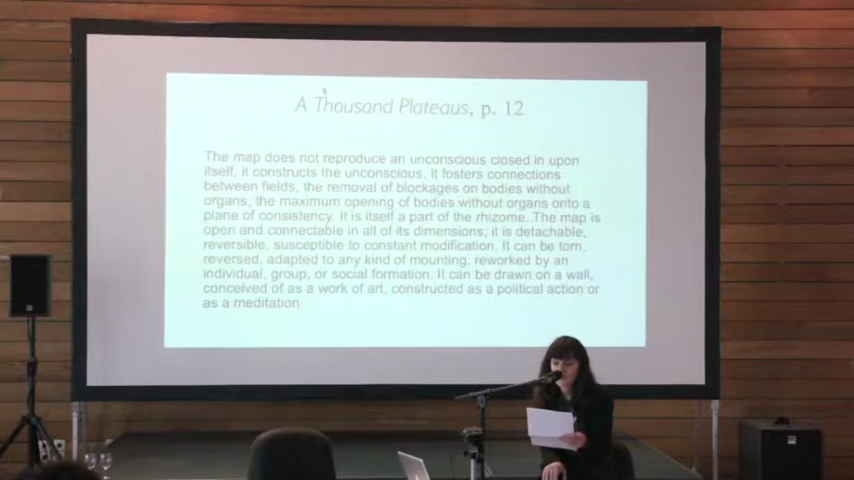 A Thousand Plateaus, p. 12
The map does not reproduce an unconscious closed in upon
itself; it constructs the unconscious. It fosters connections
between fields, the removal of blockages on bodies without
organs, the maximum opening of bodies without organs onto a
plane of consistency. It is itself a part of the rhizome. The map is
open and connectable in all of its dimensions; it is detachable,
reversible, susceptible to constant modification. It can be torn,
reversed, adapted to any kind of mounting, reworked by an
individual, group, or social formation. It can be drawn on a wall,
conceived of as a work of art, constructed as a political action or
as a meditation.